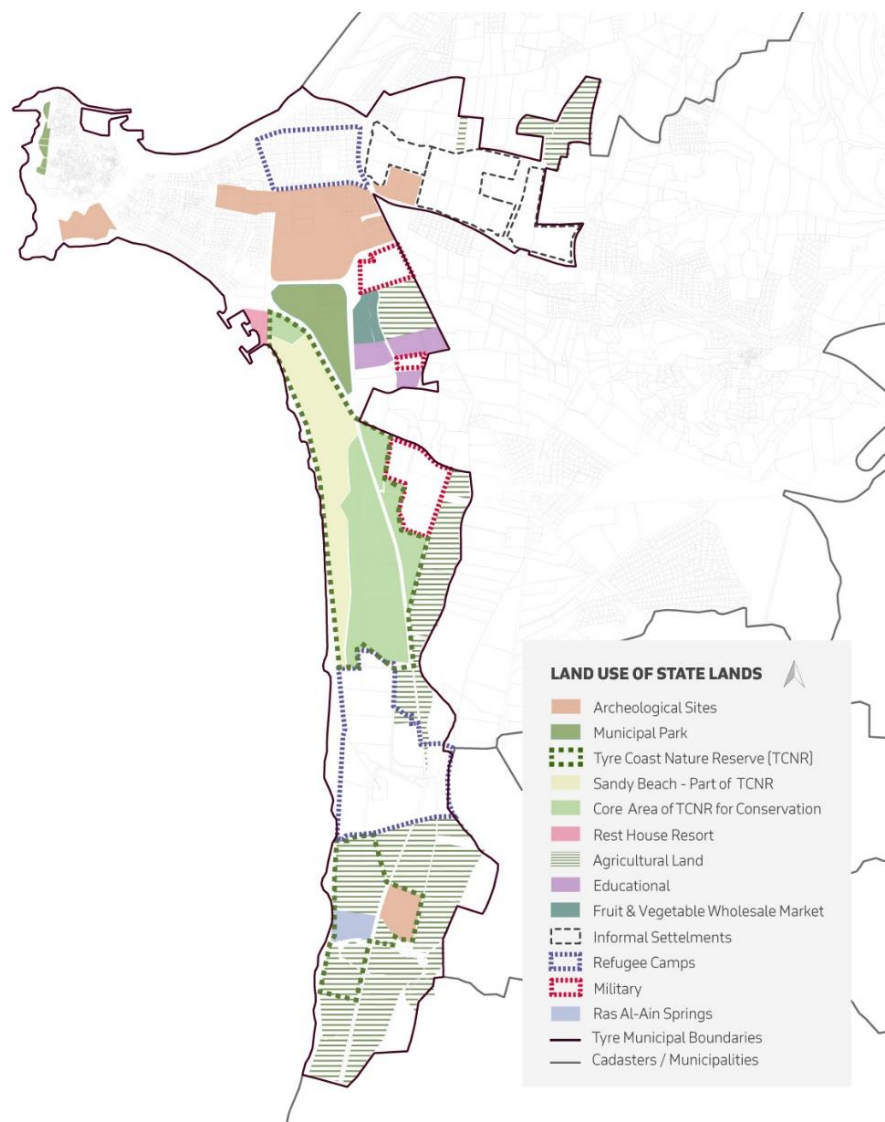 LAND USE OF STATE LANDS
Archeological Sites
Municipal Park
Tyre Coast Nature Reserve (TCNR)
Sandy Beach - Part of TCNR
Core Area of TCNR for Conservation
Rest House Resort
Agricultural Land
Educational
Fruit & Vegetable Wholesale Market
Informal Settelments
Refugee Camps
Military
Ras Al-Ain Springs
Tyre Municipal Boundaries
Cadasters / Municipalities